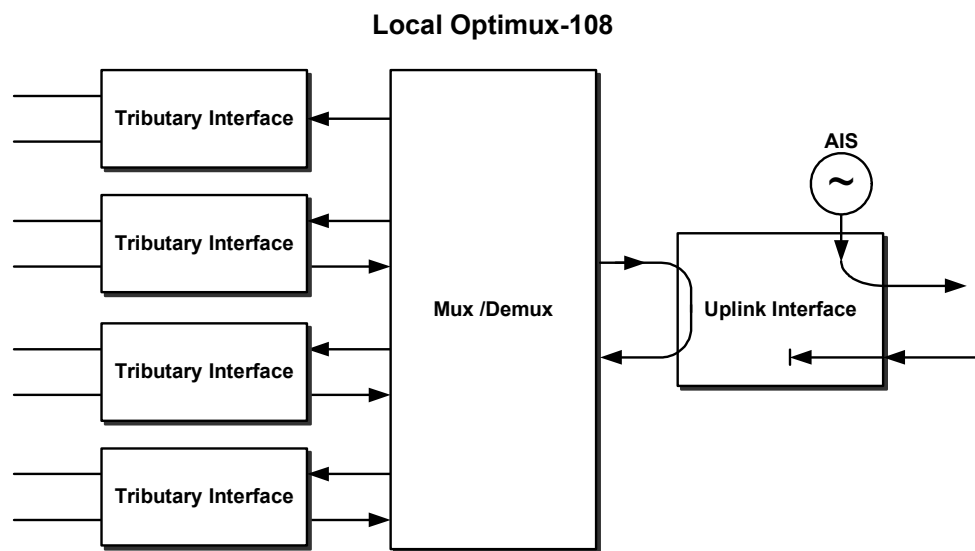 Local Optimux-108
Tributary Interface
AIS
~
Tributary Interface
Mux /Demux
Uplink Interface
Tributary Interface
Tributary Interface